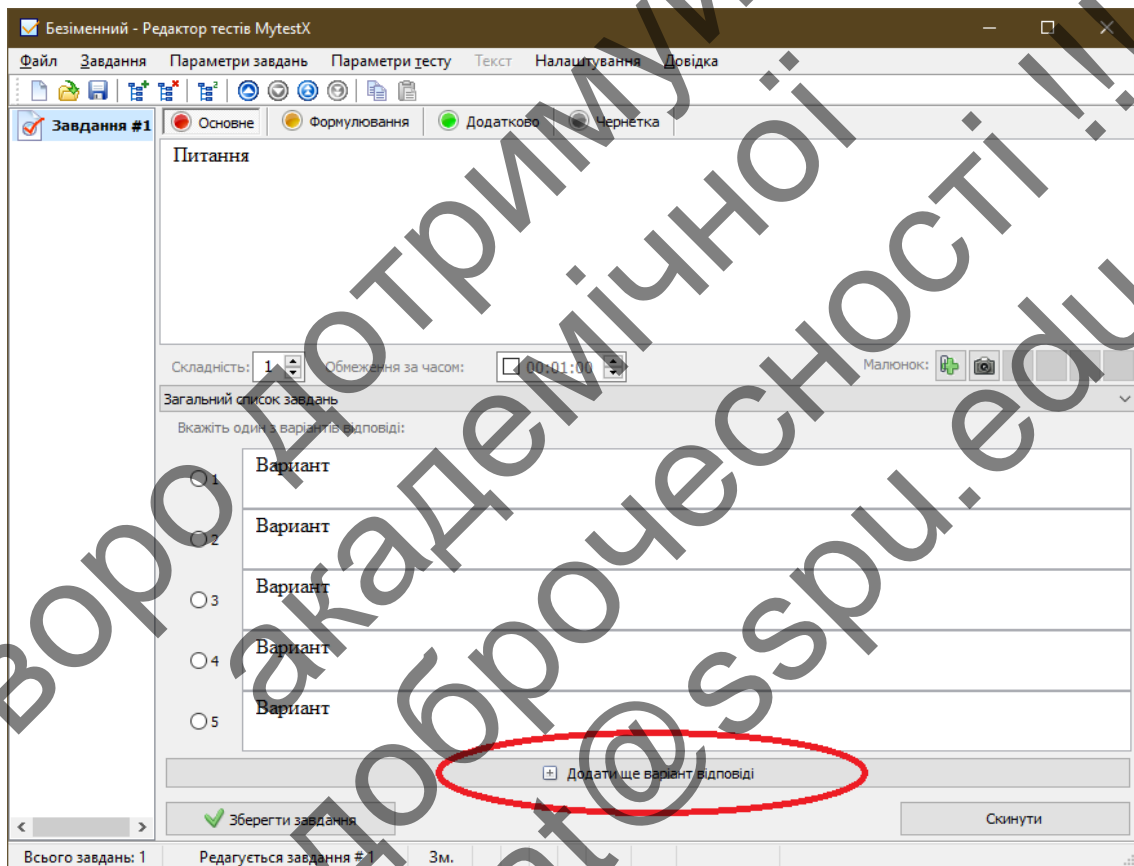 Безіменний - Редактор тестів MytestX
Файл Завдання Параметри завдань Параметри тесту Текст Налаштування Довідка
Завдання #1 Основне Формулювання Додатково Чернетка
Питання
Складність: 1 Обмеження за часом: 00:01:00 Малюнок:
Загальний список завдань
Вкажіть один з варіантів відповіді:
1 Вариант
2 Вариант
3 Вариант
4 Вариант
5 Вариант
Додати ще варіант відповіді
Зберегти завдання Скинути
Всього завдань: 1 Редагується завдання # 1 Зм.
академічної
доброчесності !!!
@sspu.edu